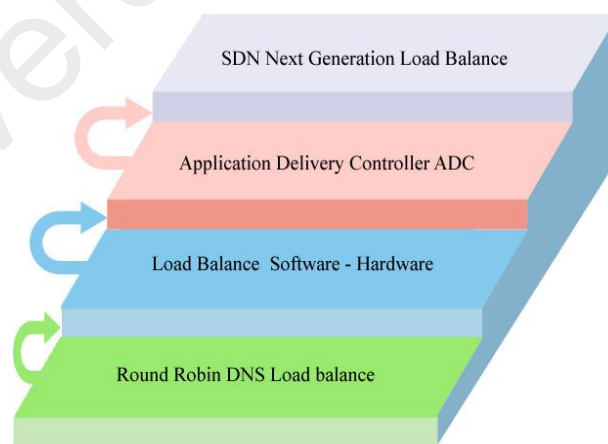 SDN Next Generation Load Balance
Application Delivery Controller ADC
Load Balance Software - Hardware
Round Robin DNS Load balance